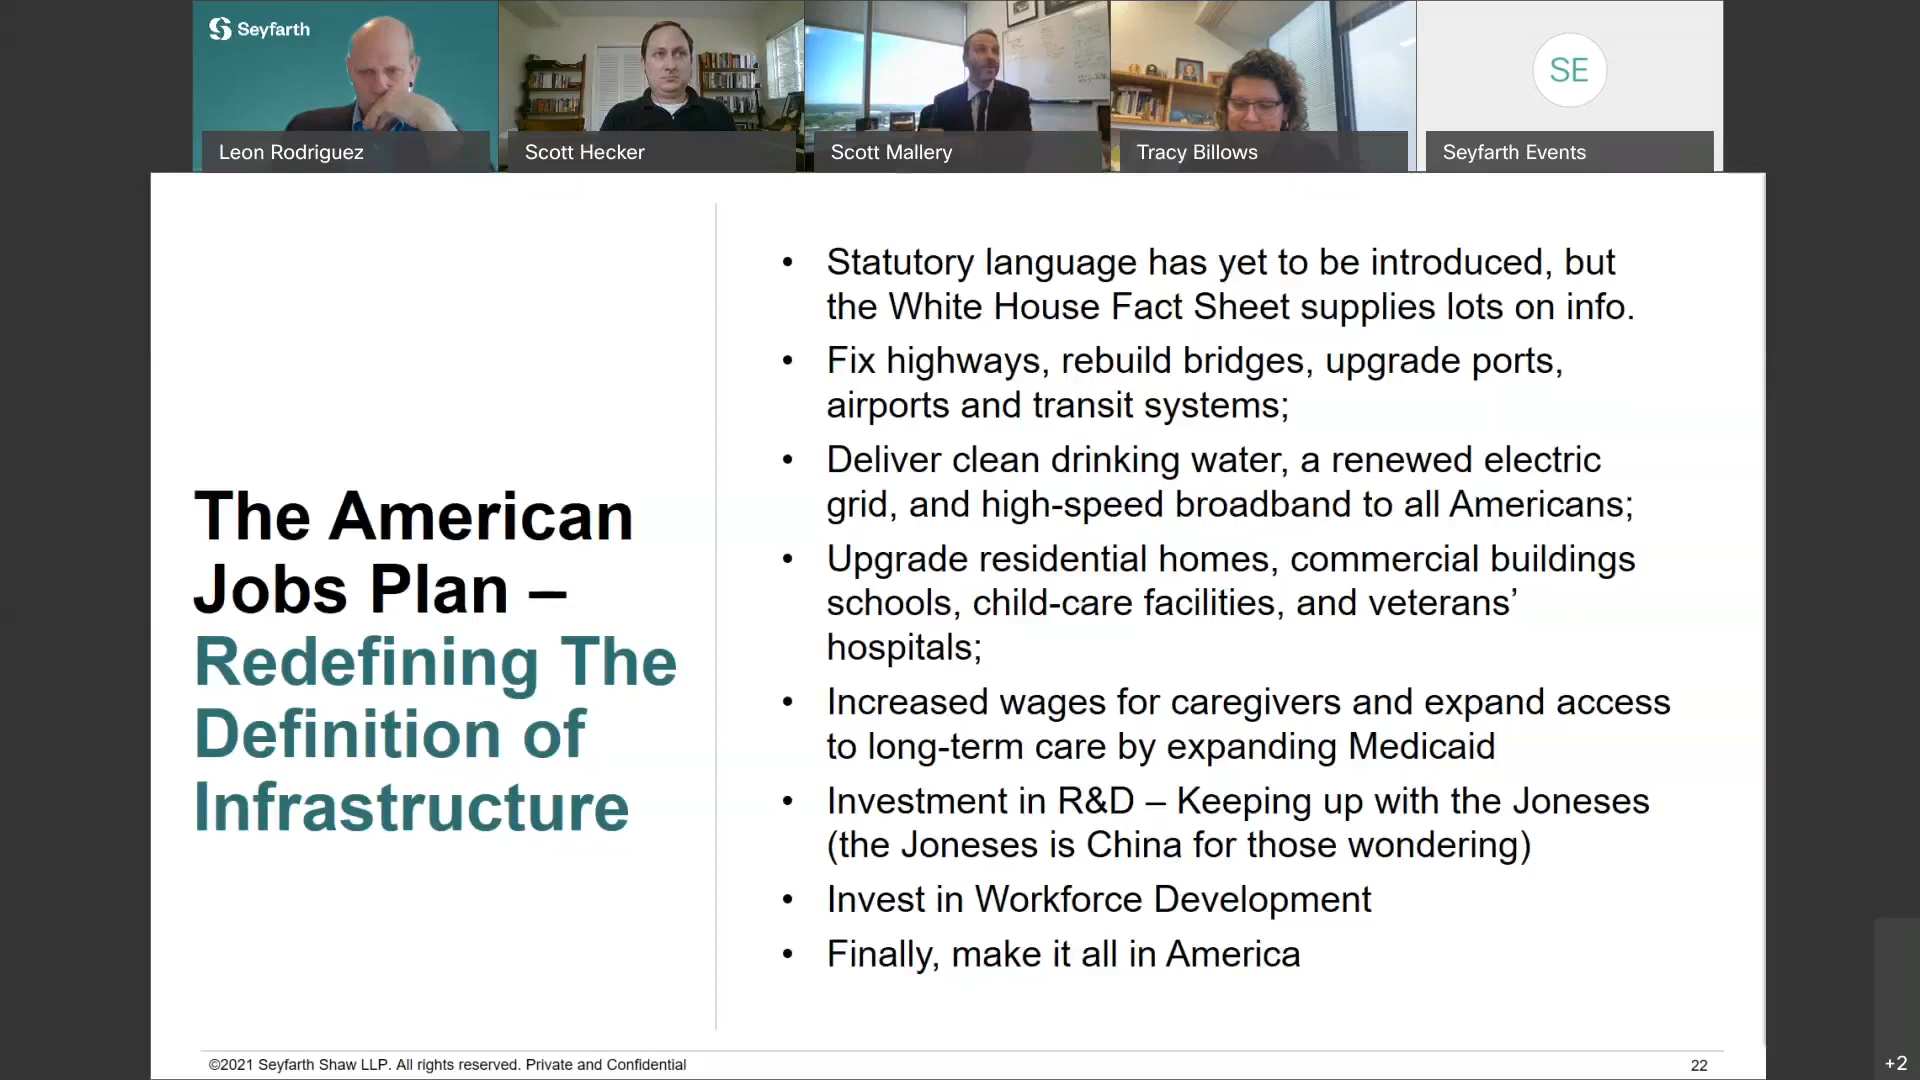 Seyfarth
Leon Rodriguez
Scott Hecker
Scott Mallery
Tracy Billows
SE
Seyfarth Events
The American
Jobs Plan –
Redefining The
Definition of
Infrastructure
• Statutory language has yet to be introduced, but
the White House Fact Sheet supplies lots on info.
• Fix highways, rebuild bridges, upgrade ports,
airports and transit systems;
• Deliver clean drinking water, a renewed electric
grid, and high-speed broadband to all Americans;
• Upgrade residential homes, commercial buildings
schools, child-care facilities, and veterans’
hospitals;
• Increased wages for caregivers and expand access
to long-term care by expanding Medicaid
• Investment in R&D – Keeping up with the Joneses
(the Joneses is China for those wondering)
• Invest in Workforce Development
• Finally, make it all in America
©2021 Seyfarth Shaw LLP. All rights reserved. Private and Confidential
22
+2